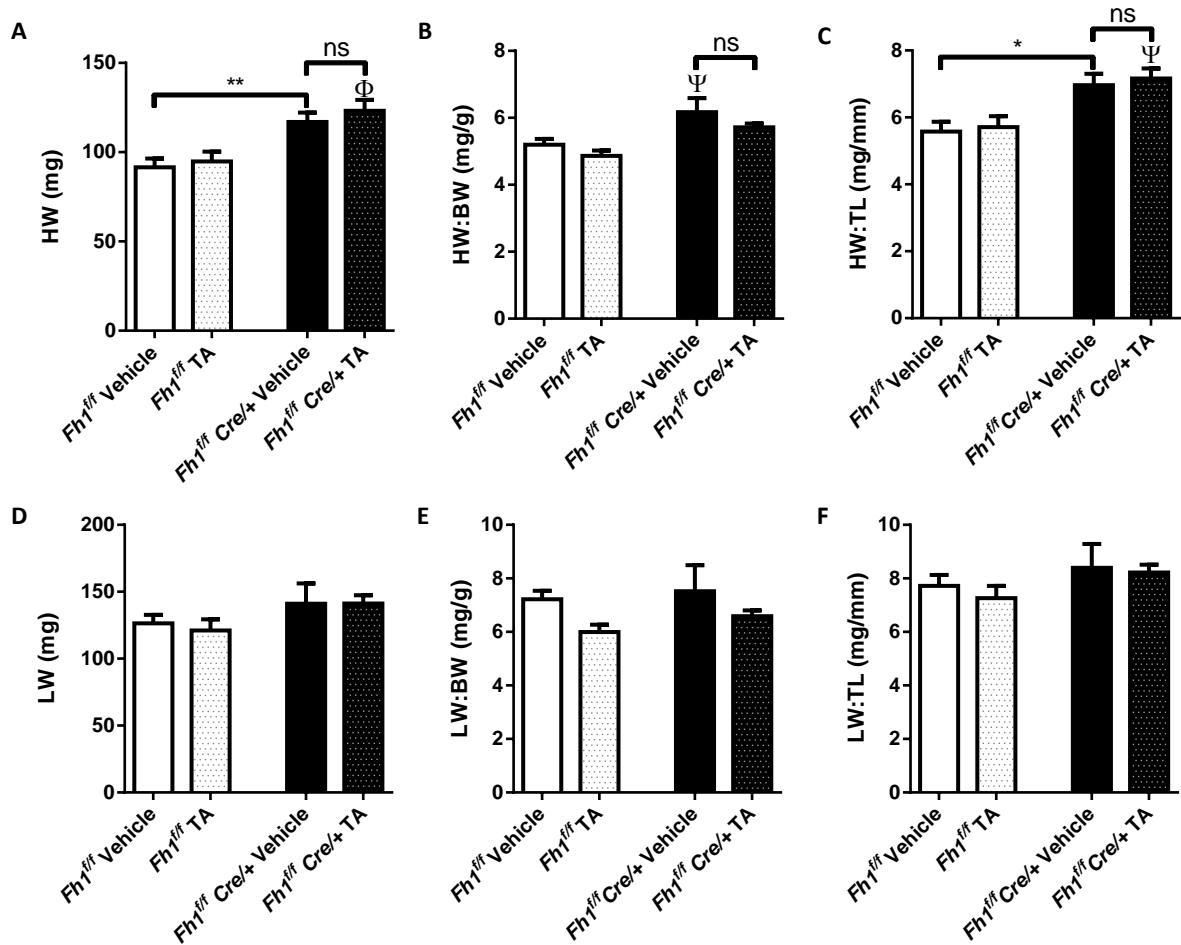 A
HW (mg)
150
100
50
0
**
ns
Φ
Fh1f/f Vehicle
Fh1f/f TA
Fh1f/f Cre/+ Vehicle
Fh1f/f Cre/+ TA
B
HW:BW (mg/g)
8
6
4
2
0
Ψ
ns
Fh1f/f Vehicle
Fh1f/f TA
Fh1f/f Cre/+ Vehicle
Fh1f/f Cre/+ TA
C
HW:TL (mg/mm)
8
6
4
2
0
*
ns
Ψ
Fh1f/f Vehicle
Fh1f/f TA
Fh1f/f Cre/+ Vehicle
Fh1f/f Cre/+ TA
D
LW (mg)
200
150
100
50
0
Fh1f/f Vehicle
Fh1f/f TA
Fh1f/f Cre/+ Vehicle
Fh1f/f Cre/+ TA
E
LW:BW (mg/g)
10
8
6
4
2
0
Fh1f/f Vehicle
Fh1f/f TA
Fh1f/f Cre/+ Vehicle
Fh1f/f Cre/+ TA
F
LW:TL (mg/mm)
10
8
6
4
2
0
Fh1f/f Vehicle
Fh1f/f TA
Fh1f/f Cre/+ Vehicle
Fh1f/f Cre/+ TA